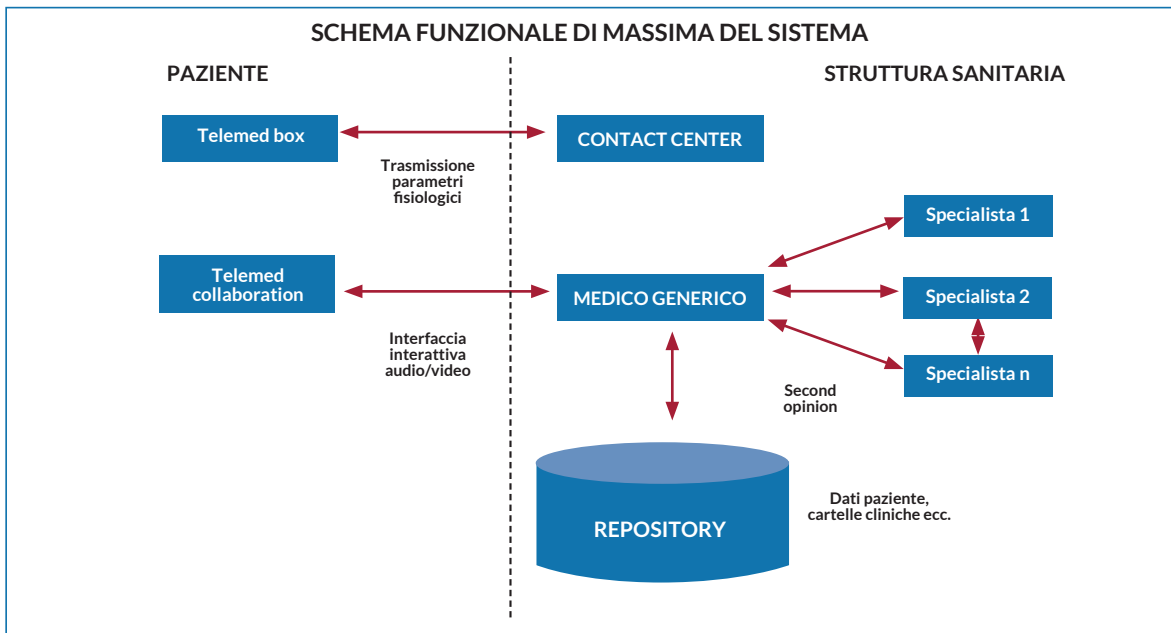 SCHEMA FUNZIONALE DI MASSIMA DEL SISTEMA
PAZIENTE
STRUTTURA SANITARIA
Telemed box
CONTACT CENTER
Trasmissione
parametri
fisiologici
Specialista 1
Telemed
collaboration
MEDICO GENERICO
Specialista 2
Interfaccia
interattiva
audio/video
Specialista n
Second
opinion
REPOSITORY
Dati paziente,
cartelle cliniche ecc.